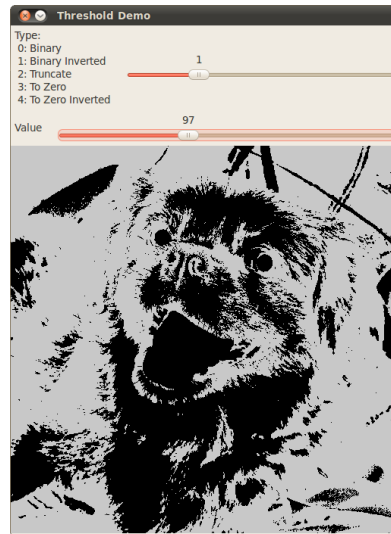 Threshold Demo
Type:
0: Binary
1: Binary Inverted
2: Truncate
3: To Zero
4: To Zero Inverted
1
Value
97